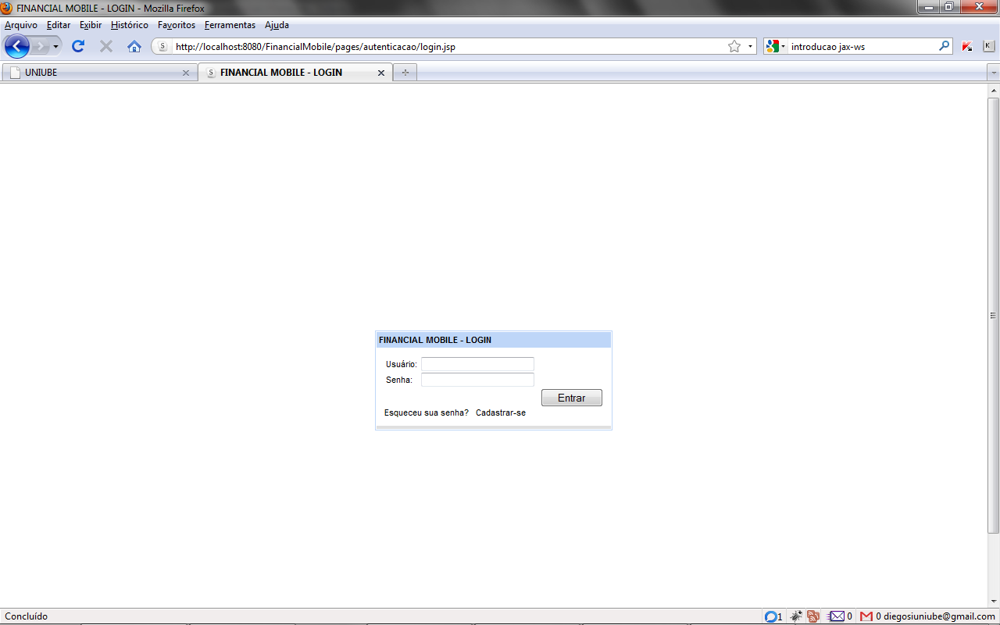 FINANCIAL MOBILE - LOGIN - Mozilla Firefox
Arquivo Editar Exibir Histórico Favoritos Ferramentas Ajuda
S http://localhost:8080/FinancialMobile/pages/autenticacao/login.jsp introducao jax-ws K
UNIUBE S FINANCIAL MOBILE - LOGIN
FINANCIAL MOBILE - LOGIN
Usuário:
Senha:
Entrar
Esqueceu sua senha? Cadastrar-se
Concluído 1 0 0 diegosiuniube@gmail.com